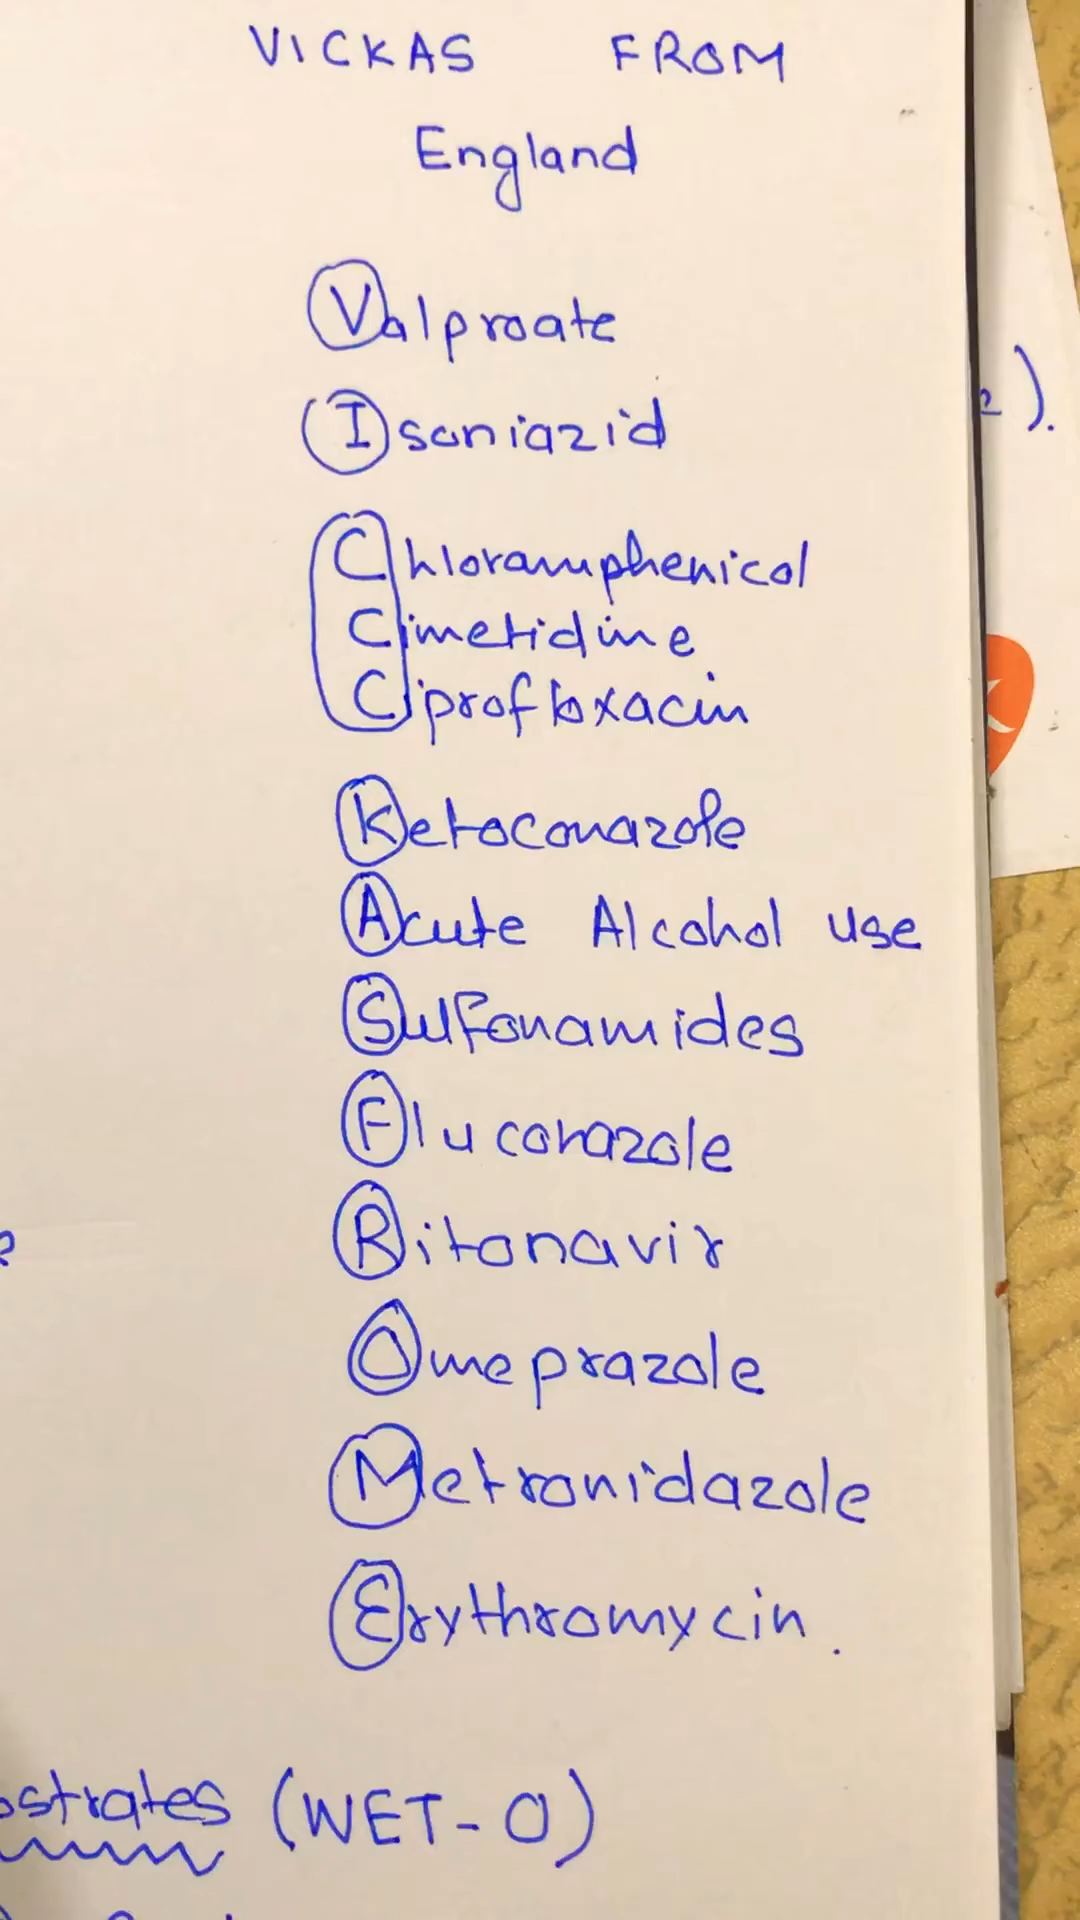 VICKAS FROM
England
Valproate
Isoniazid
Chloramphenicol
Cimetidine
Ciprofloxacin
Ketoconazole
Acute Alcohol use
Sulfonamides
Fluconazole
Ritonavir
Omeprazole
Metronidazole
Erythromycin.
strates (WET-O)